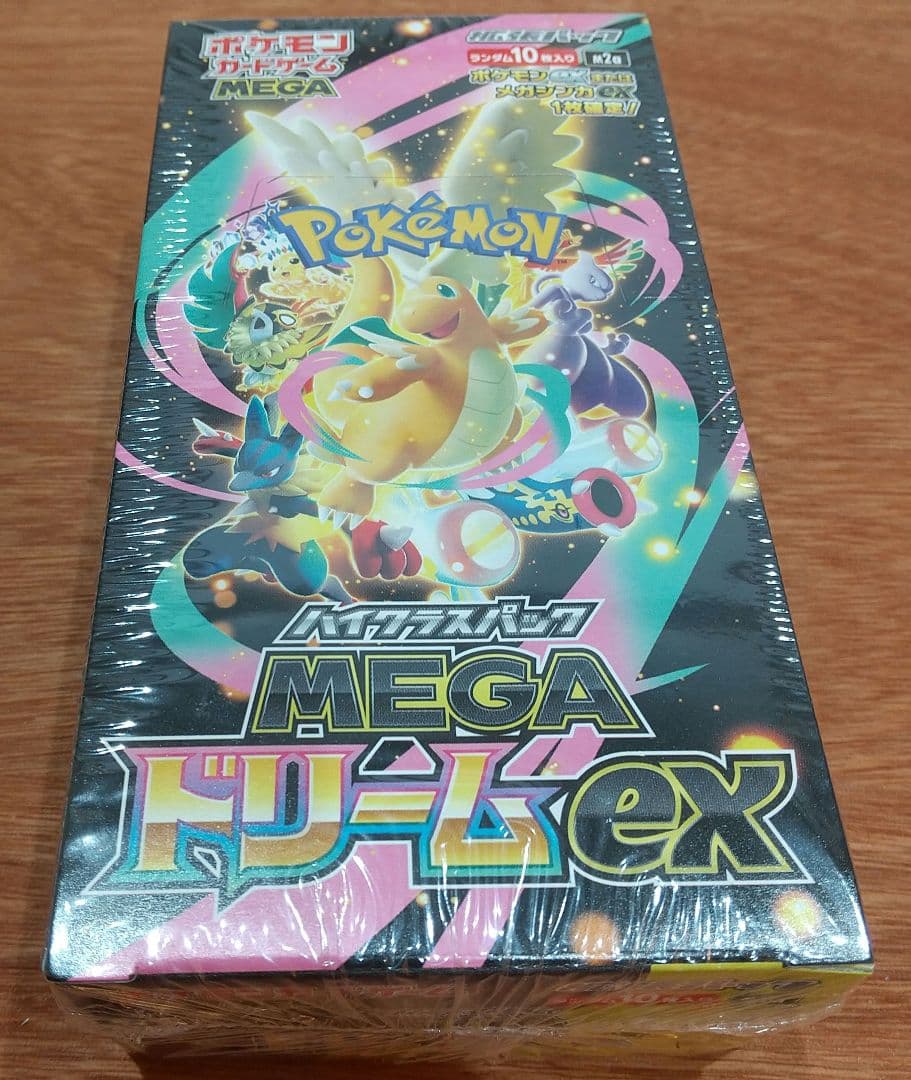 ポケモン
カードゲーム
MEGA
拡張パック
ランダム10枚入り M2a
ポケモンexまたは
メガシンカex
1枚確定!
POKéMON
TM
ハイクラスパック
MEGA
ドリームex